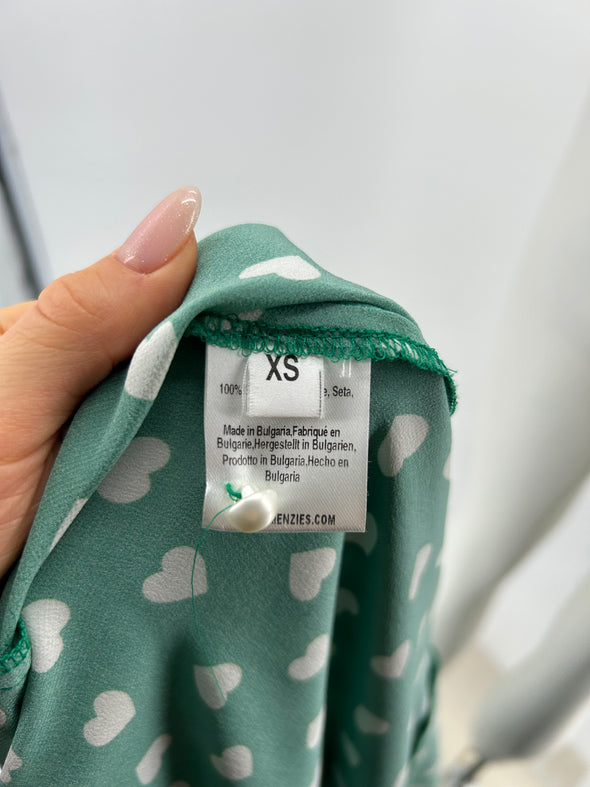 XS
100% e, Seta,
Made in Bulgaria,Fabriqué en
Bulgarie,Hergestellt in Bulgarien,
Prodotto in Bulgaria,Hecho en
Bulgaria
ENZIES.COM